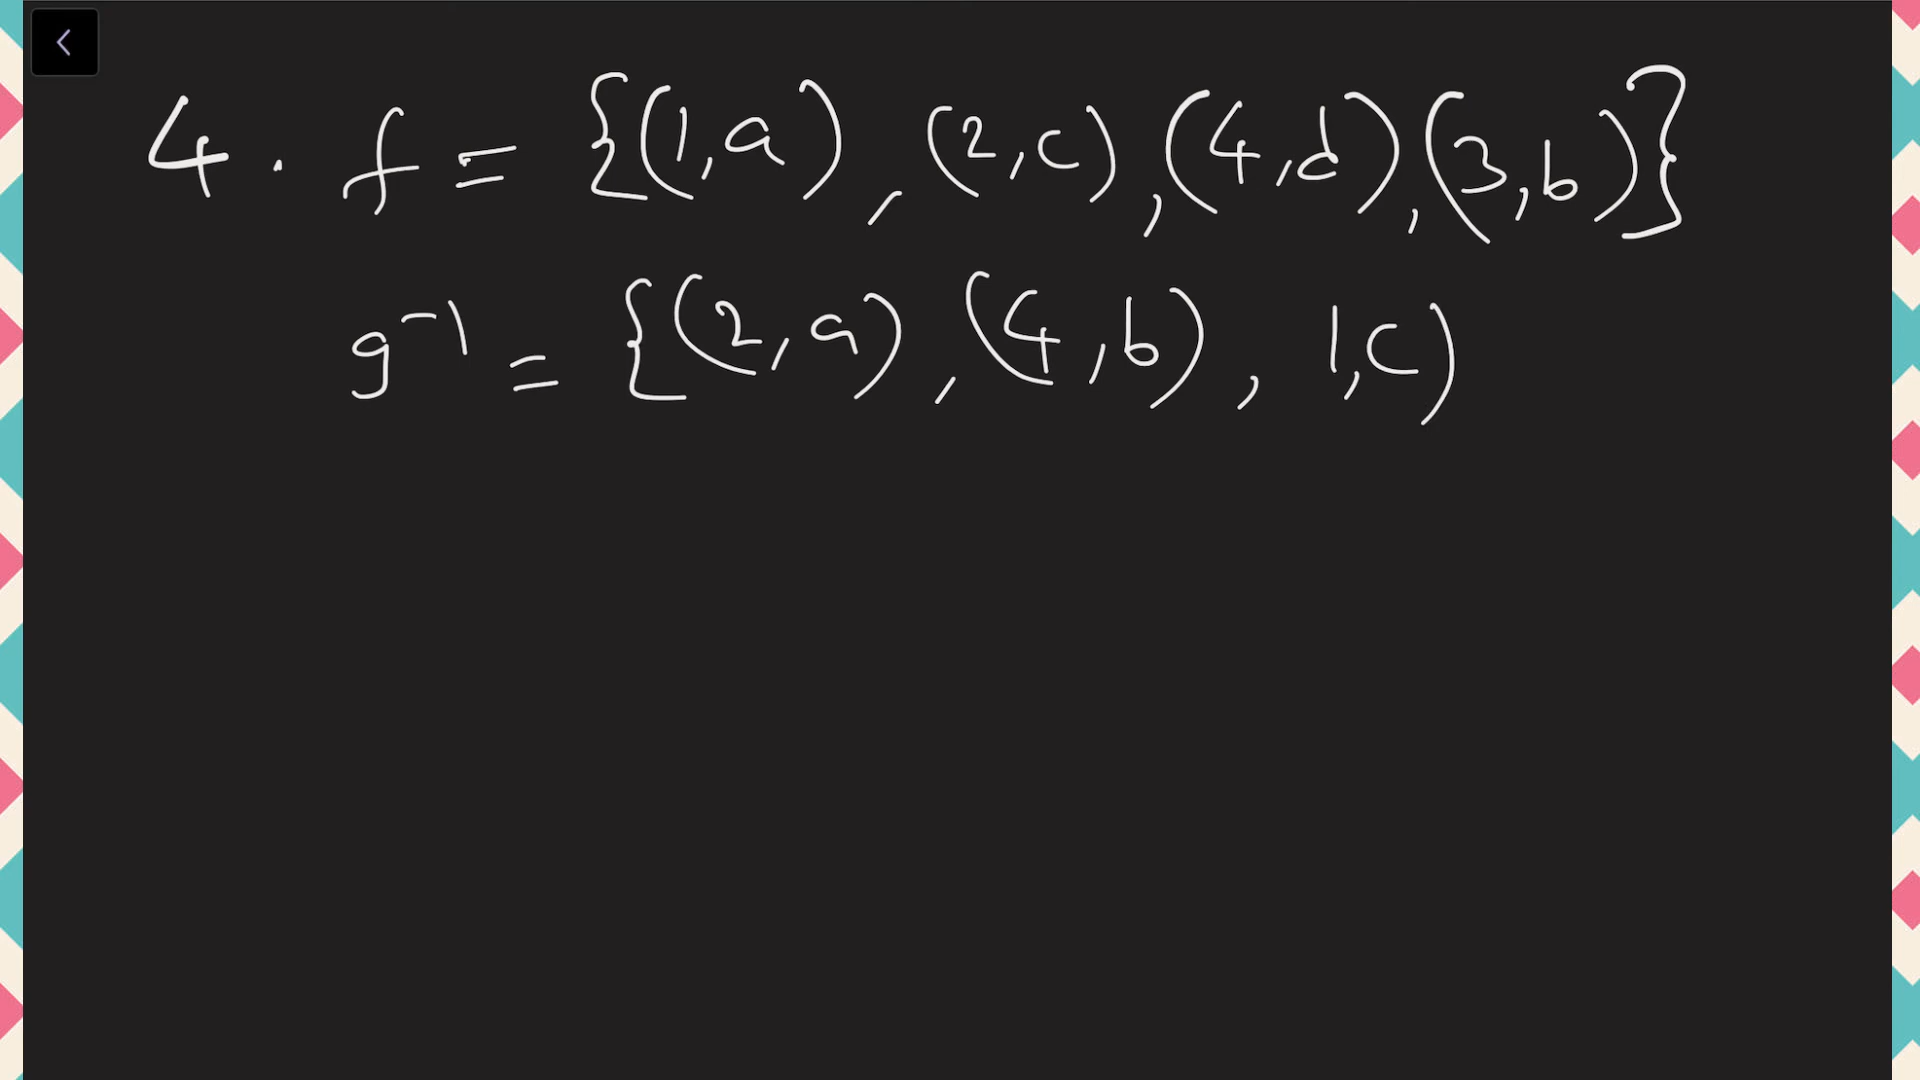 4. f = {(1,a), (2,c), (4,d), (3,b)}
g⁻¹ = {(2,a), (4,b), 1,c)